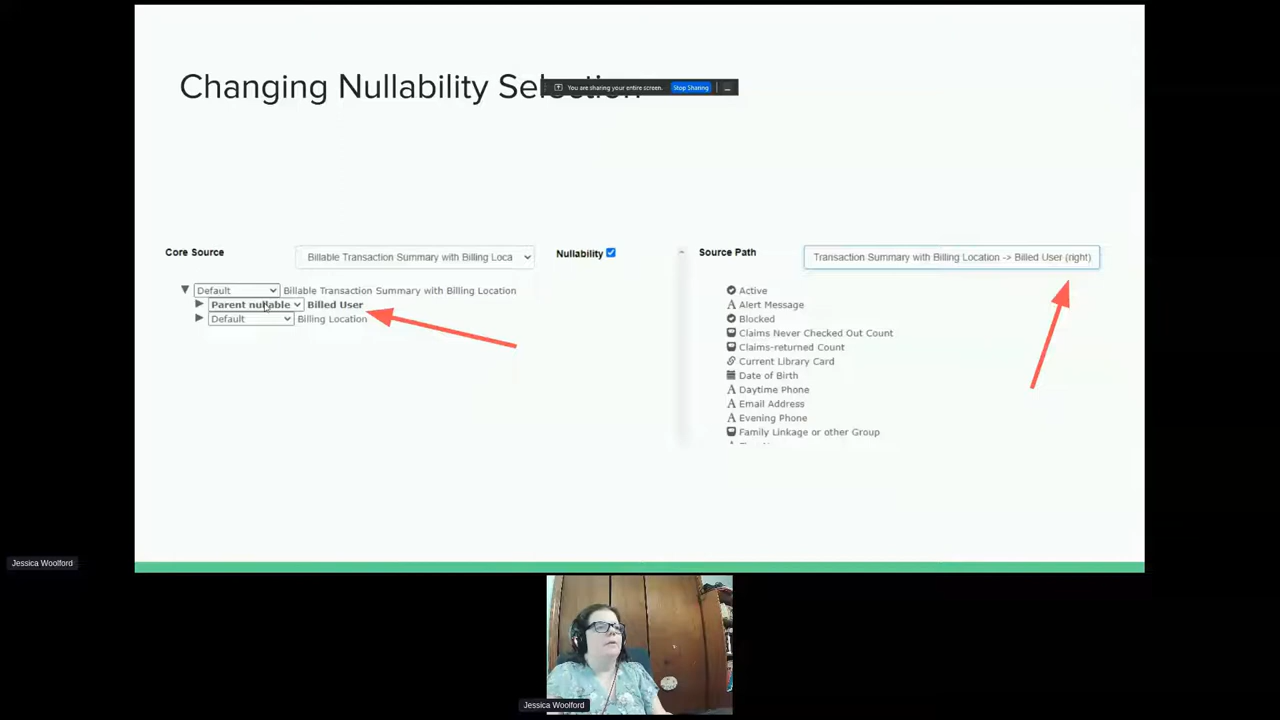 Changing Nullability Selection
You are sharing your entire screen. Stop Sharing
Core Source
Billable Transaction Summary with Billing Loca
Nullability
Default Billable Transaction Summary with Billing Location
Parent nullable Billed User
Default Billing Location
Source Path
Transaction Summary with Billing Location -> Billed User (right)
Active
Alert Message
Blocked
Claims Never Checked Out Count
Claims-returned Count
Current Library Card
Date of Birth
Daytime Phone
Email Address
Evening Phone
Family Linkage or other Group
Jessica Woolford
Jessica Woolford